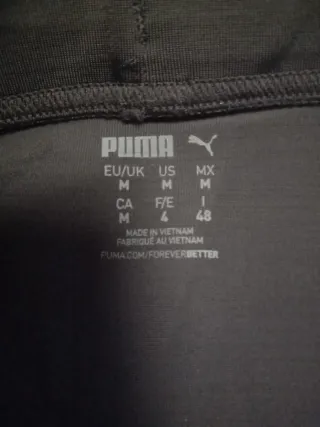 PUMA
EU/UK US MX
M M M
CA F/E I
M 4 48
MADE IN VIETNAM
FABRIQUÉ AU VIETNAM
PUMA.COM/FOREVERBETTER